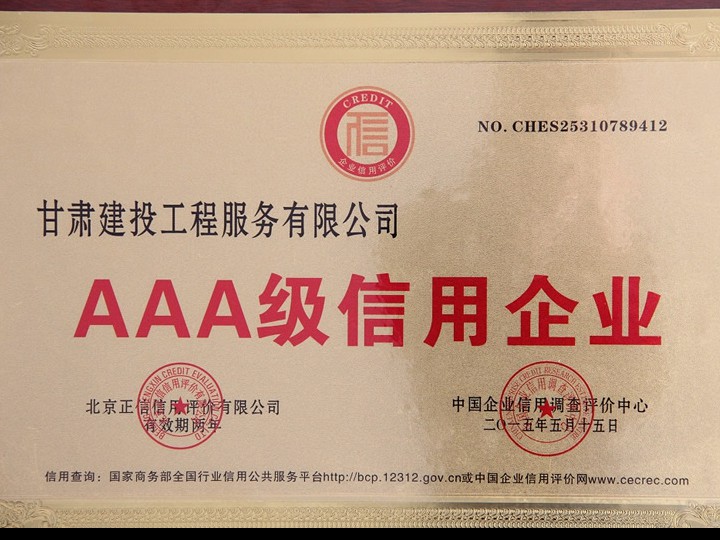 CREDIT
信
企业信用评价
NO. CHES25310789412
甘肃建投工程服务有限公司
AAA级信用企业
北京正信信用评价有限公司
有效期两年
中国企业信用调查评价中心
二〇一五年五月十五日
信用查询：国家商务部全国行业信用公共服务平台http://bcp.12312.gov.cn或中国企业信用评价网www.cecrec.com